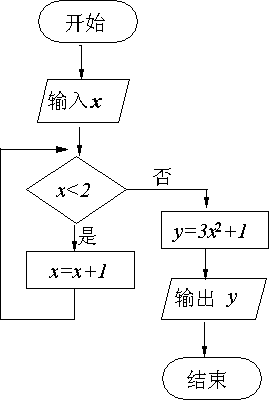 开始
输入x
x<2
否
是
y=3x²+1
x=x+1
输出 y
结束